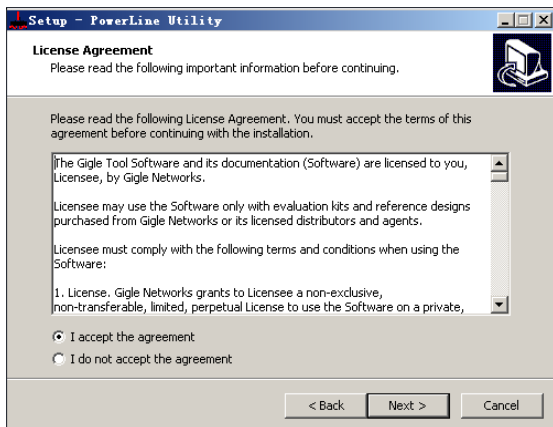 Setup - PowerLine Utility
License Agreement
Please read the following important information before continuing.
Please read the following License Agreement. You must accept the terms of this
agreement before continuing with the installation.
The Gigle Tool Software and its documentation (Software) are licensed to you,
Licensee, by Gigle Networks.
Licensee may use the Software only with evaluation kits and reference designs
purchased from Gigle Networks or its licensed distributors and agents.
Licensee must comply with the following terms and conditions when using the
Software:
1. License. Gigle Networks grants to Licensee a non-exclusive,
non-transferable, limited, perpetual License to use the Software on a private,
I accept the agreement
I do not accept the agreement
< Back
Next >
Cancel